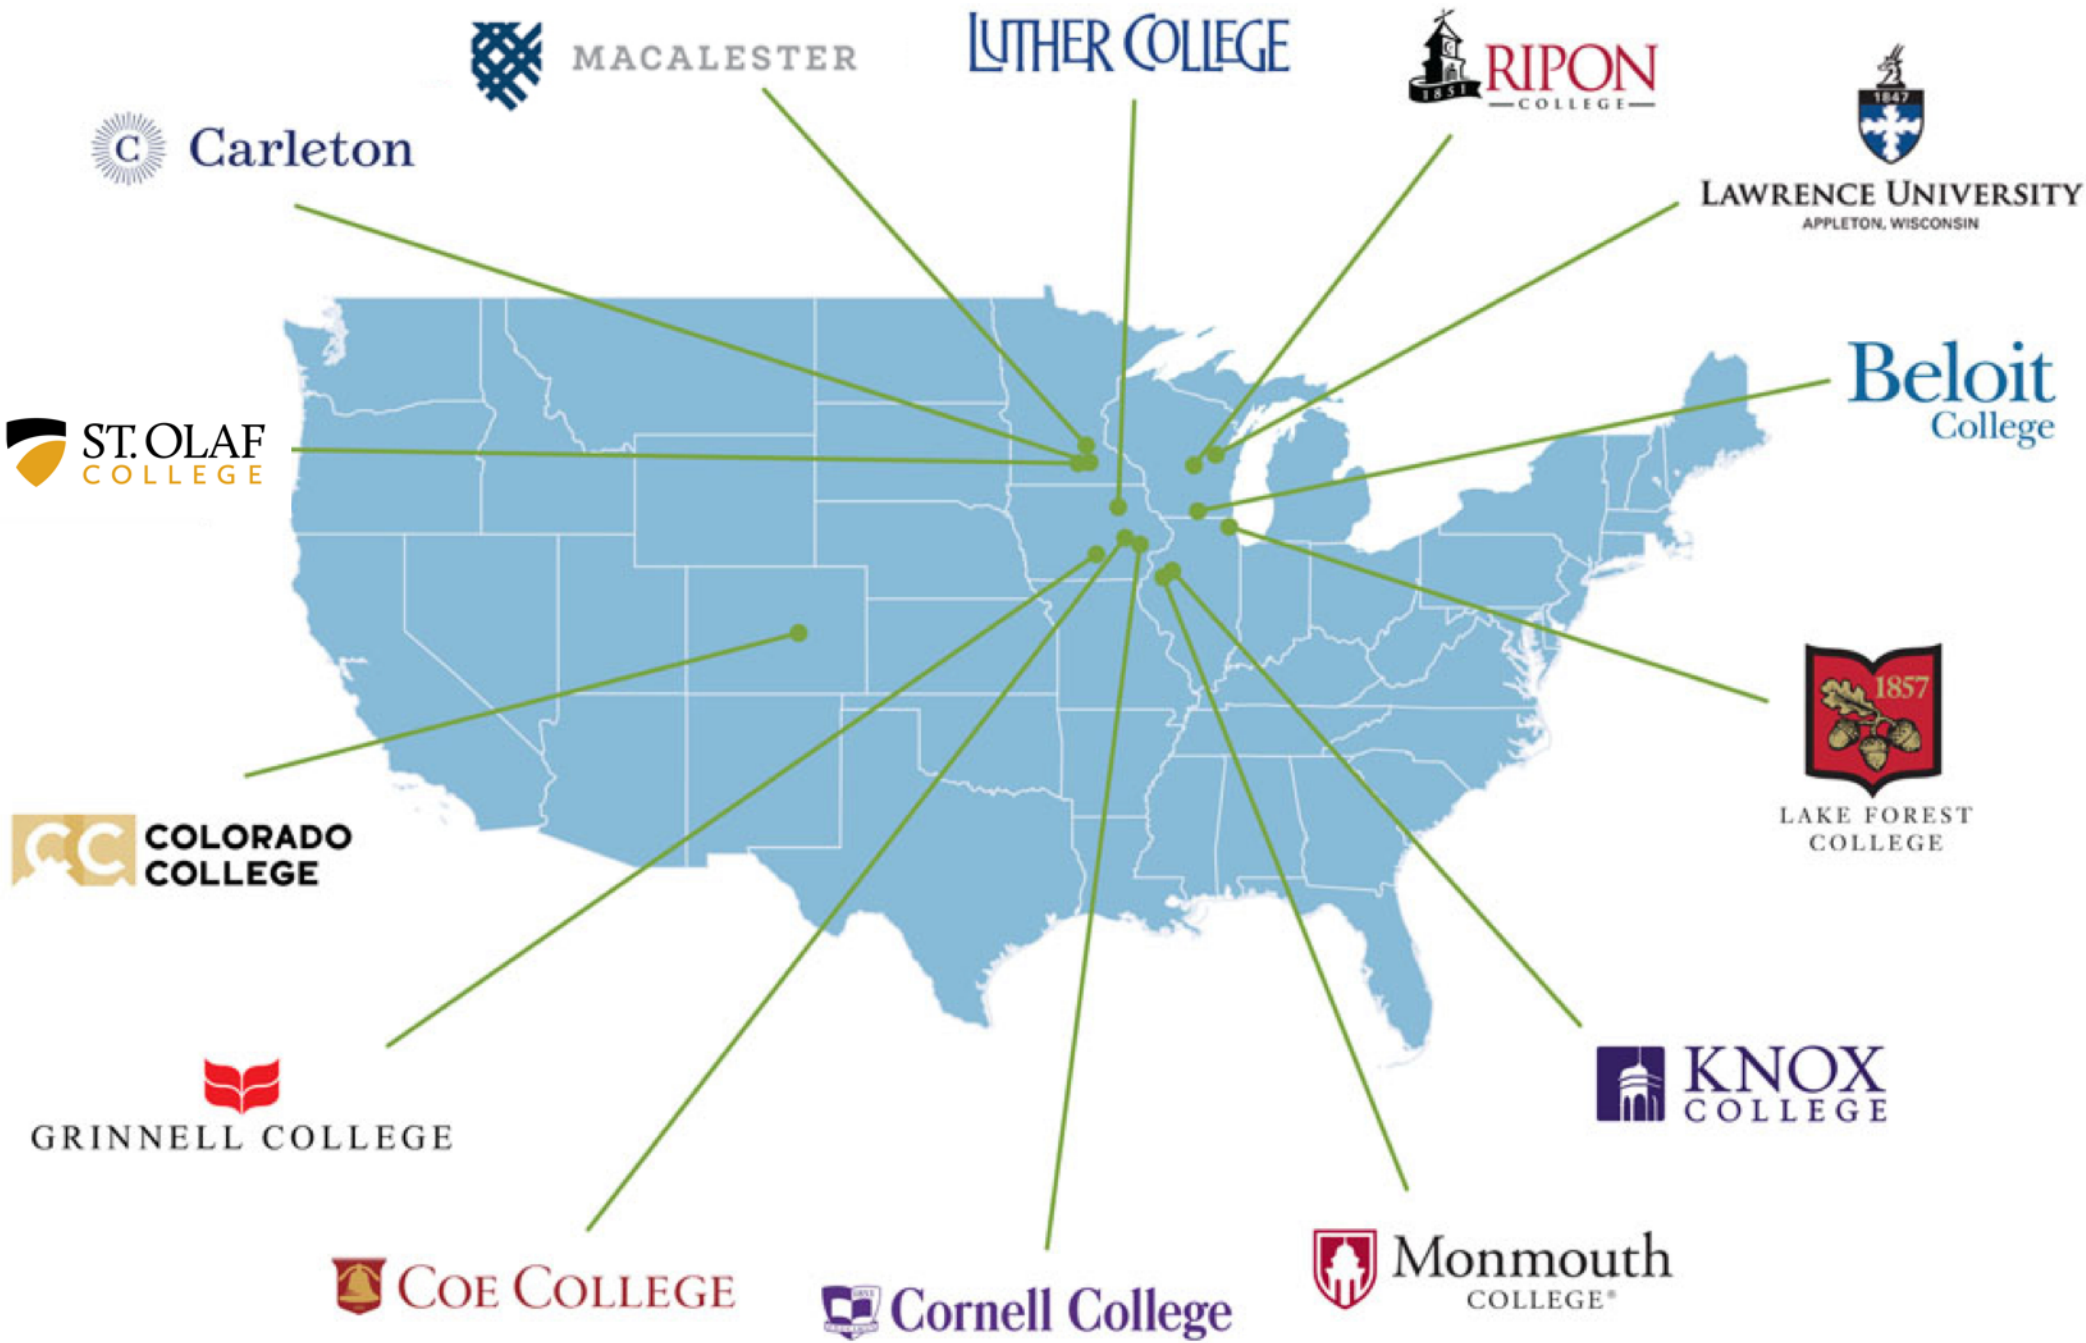 MACALESTER
LUTHER COLLEGE
1851
RIPON
COLLEGE
1847
LAWRENCE UNIVERSITY
APPLETON, WISCONSIN
C
Carleton
Beloit
College
ST. OLAF
COLLEGE
1857
LAKE FOREST
COLLEGE
CC
COLORADO
COLLEGE
KNOX
COLLEGE
GRINNELL COLLEGE
COE COLLEGE
Cornell College
Monmouth
COLLEGE®